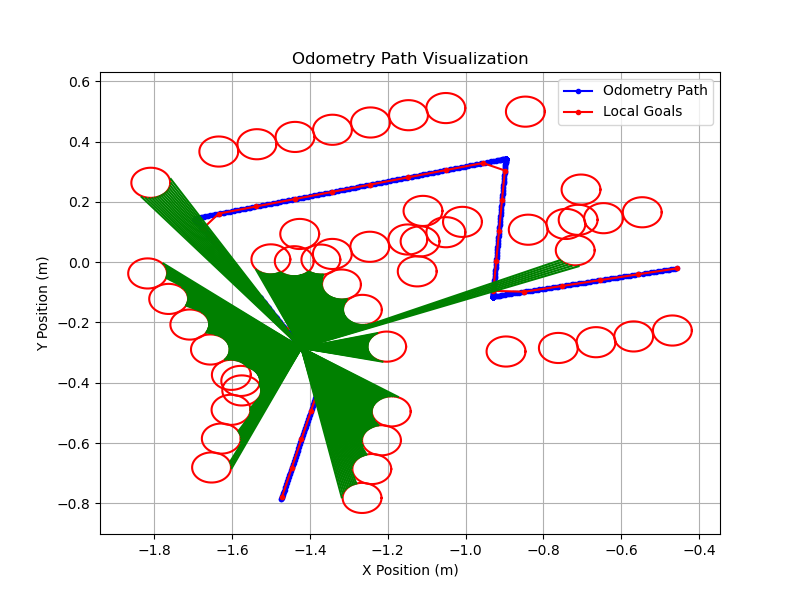 Odometry Path Visualization
Odometry Path
Local Goals
0.6
0.4
0.2
0.0
−0.2
−0.4
−0.6
−0.8
Y Position (m)
−1.8 −1.6 −1.4 −1.2 −1.0 −0.8 −0.6 −0.4
X Position (m)